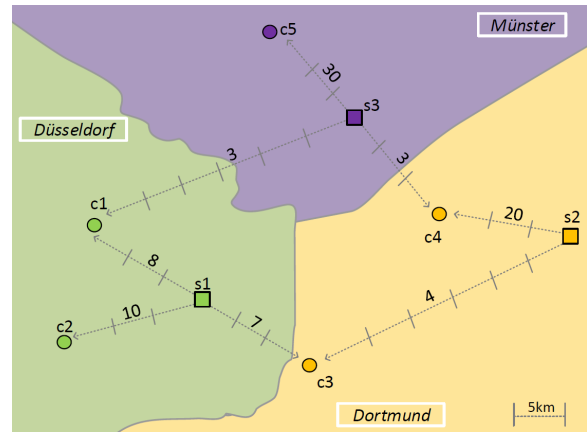 c5
Münster
30
s3
Düsseldorf
3
3
c1
c4
20
s2
8
s1
4
10
7
c2
c3
Dortmund
5km